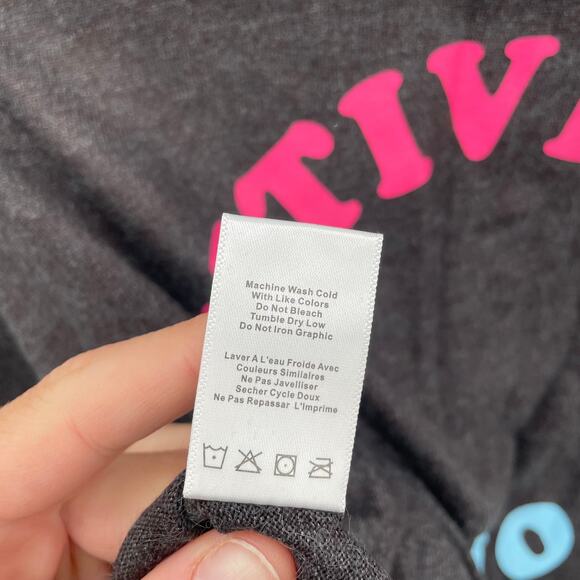 TIV
Machine Wash Cold
With Like Colors
Do Not Bleach
Tumble Dry Low
Do Not Iron Graphic
Laver A L'eau Froide Avec
Couleurs Similaires
Ne Pas Javelliser
Secher Cycle Doux
Ne Pas Repassar L'Imprime